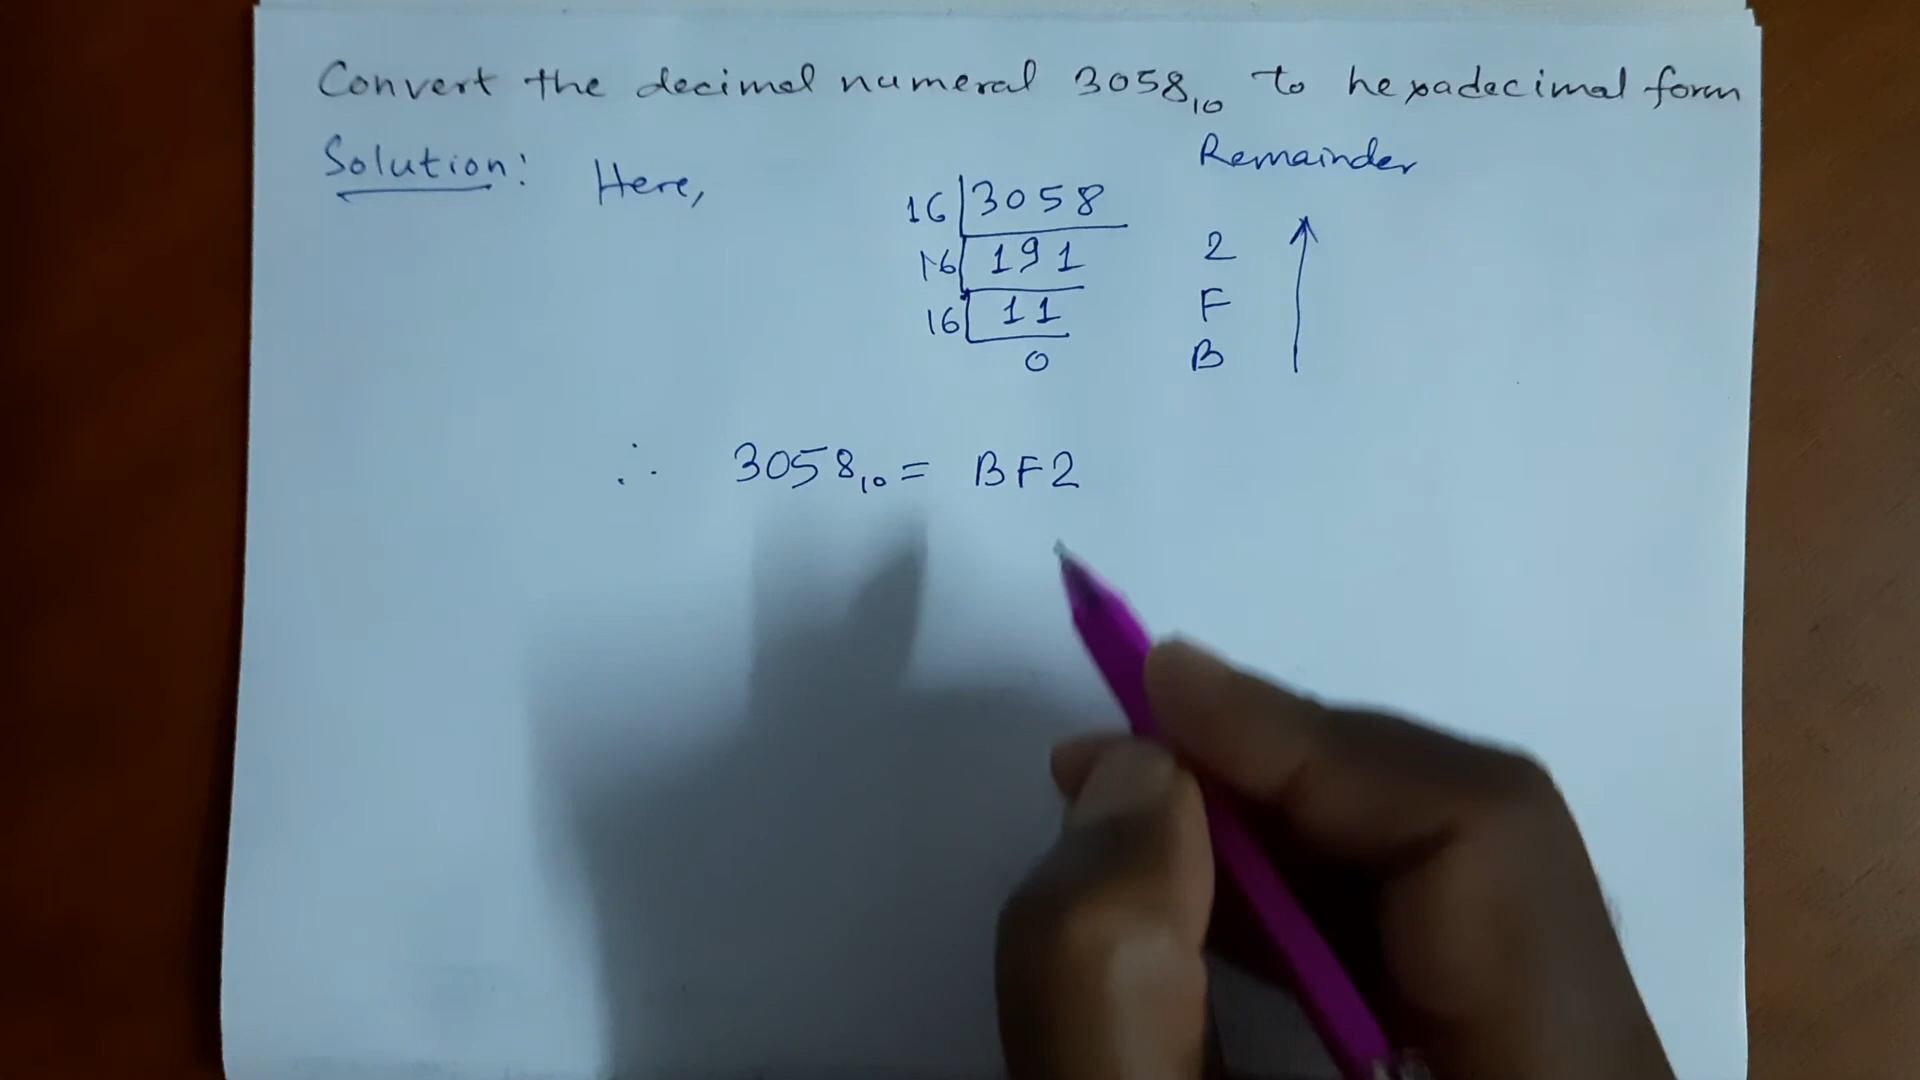 Convert the decimal numeral 3058₁₀ to hexadecimal form
Solution: Here,
Remainder
16 3058
16 191 2
16 11 F
0 B
∴ 3058₁₀ = BF2